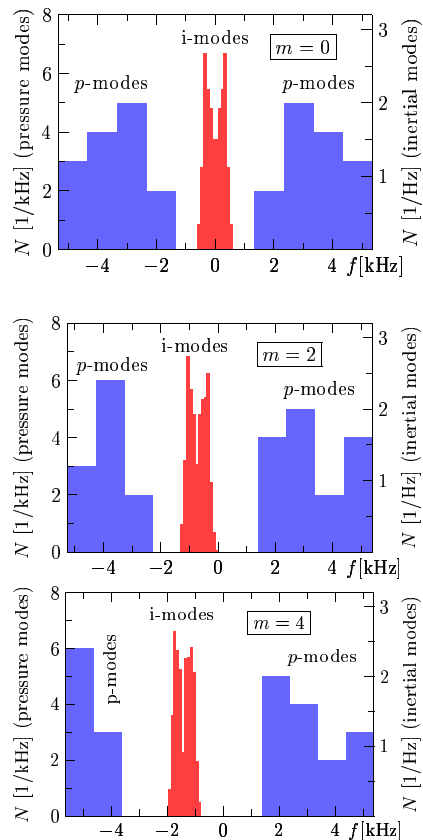 8
6
4
2
0
N [1/kHz] (pressure modes)
p-modes
i-modes
m = 0
p-modes
3
2
1
N [1/Hz] (inertial modes)
−4 −2 0 2 4 f[kHz]
8
6
4
2
0
N [1/kHz] (pressure modes)
p-modes
i-modes
m = 2
p-modes
3
2
1
N [1/Hz] (inertial modes)
−4 −2 0 2 4 f[kHz]
8
6
4
2
0
N [1/kHz] (pressure modes)
p-modes
i-modes
m = 4
p-modes
3
2
1
N [1/Hz] (inertial modes)
−4 −2 0 2 4 f[kHz]